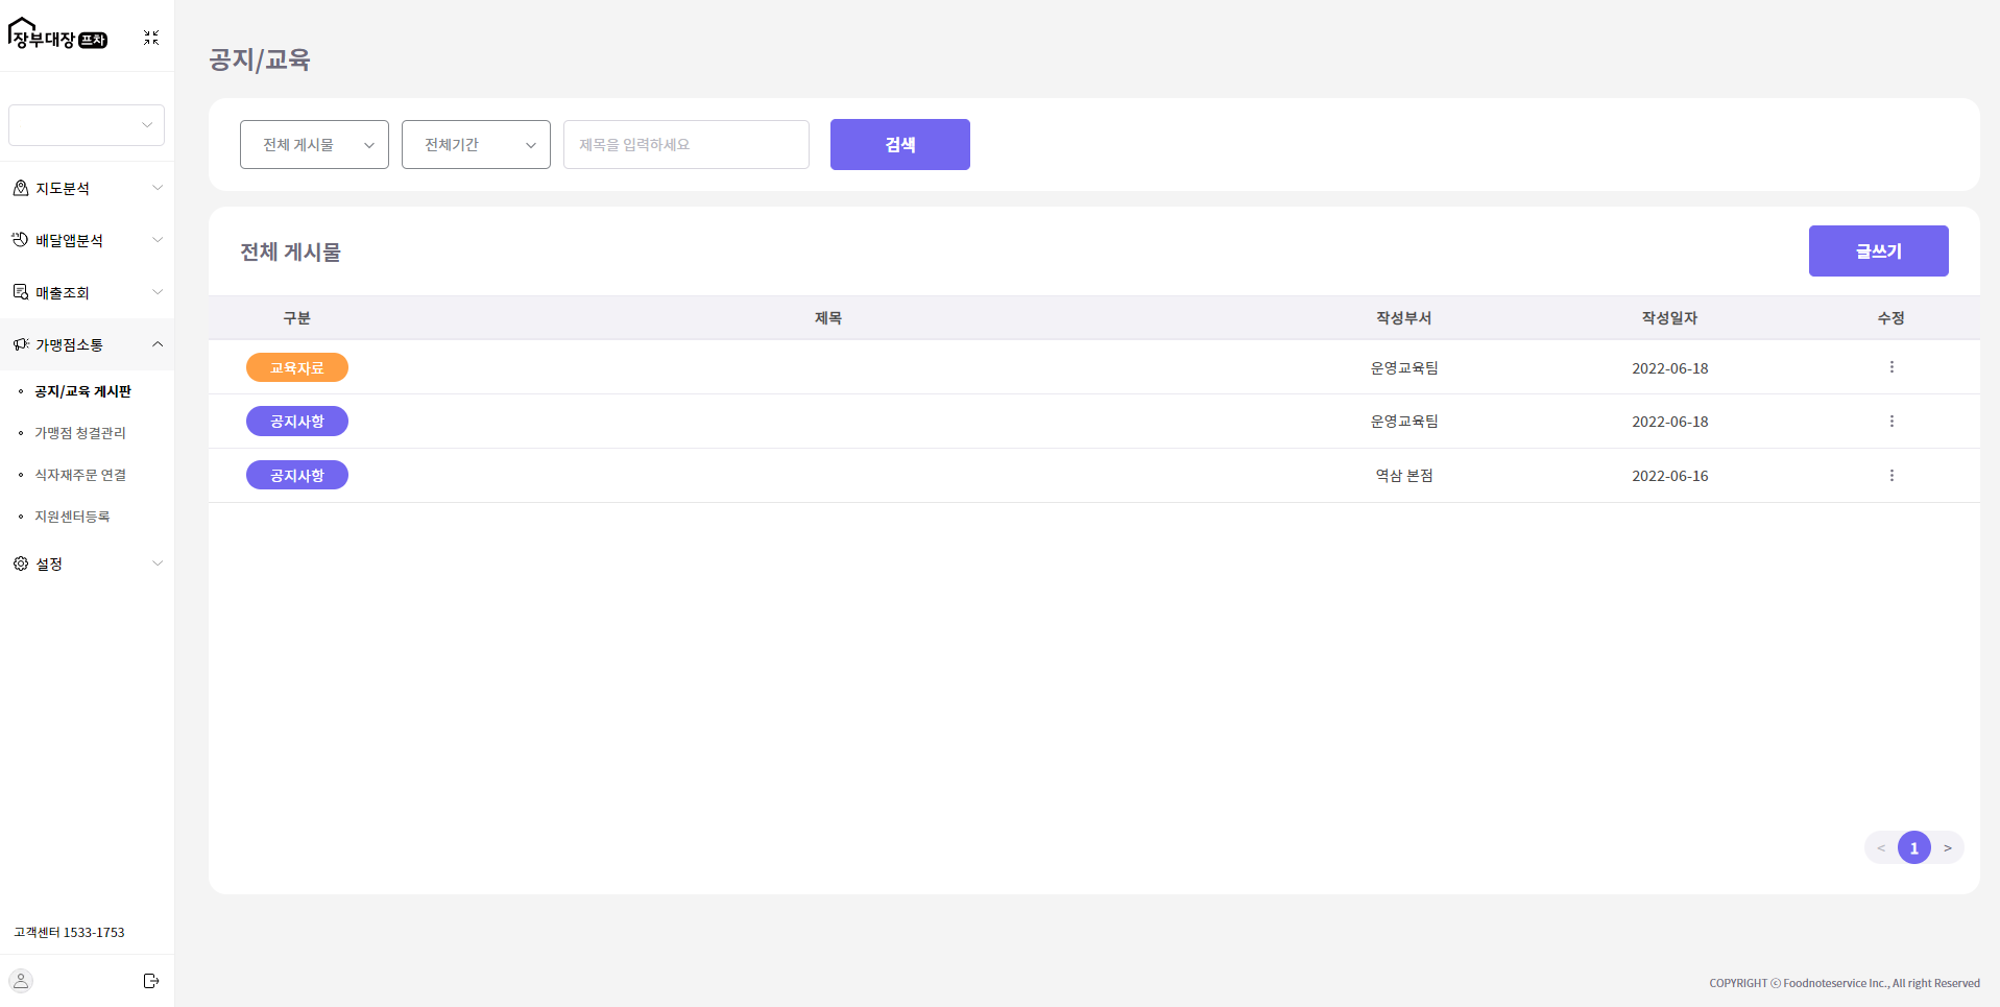 장부대장 프차
지도분석
배달앱분석
매출조회
가맹점소통
공지/교육 게시판
가맹점 청결관리
식자재주문 연결
지원센터등록
설정
고객센터 1533-1753
공지/교육
전체 게시물 전체기간 제목을 입력하세요 검색
전체 게시물 글쓰기
구분 제목 작성부서 작성일자 수정
교육자료 운영교육팀 2022-06-18
공지사항 운영교육팀 2022-06-18
공지사항 역삼 본점 2022-06-16
< 1 >
COPYRIGHT ⓒ Foodnoteservice Inc., All right Reserved